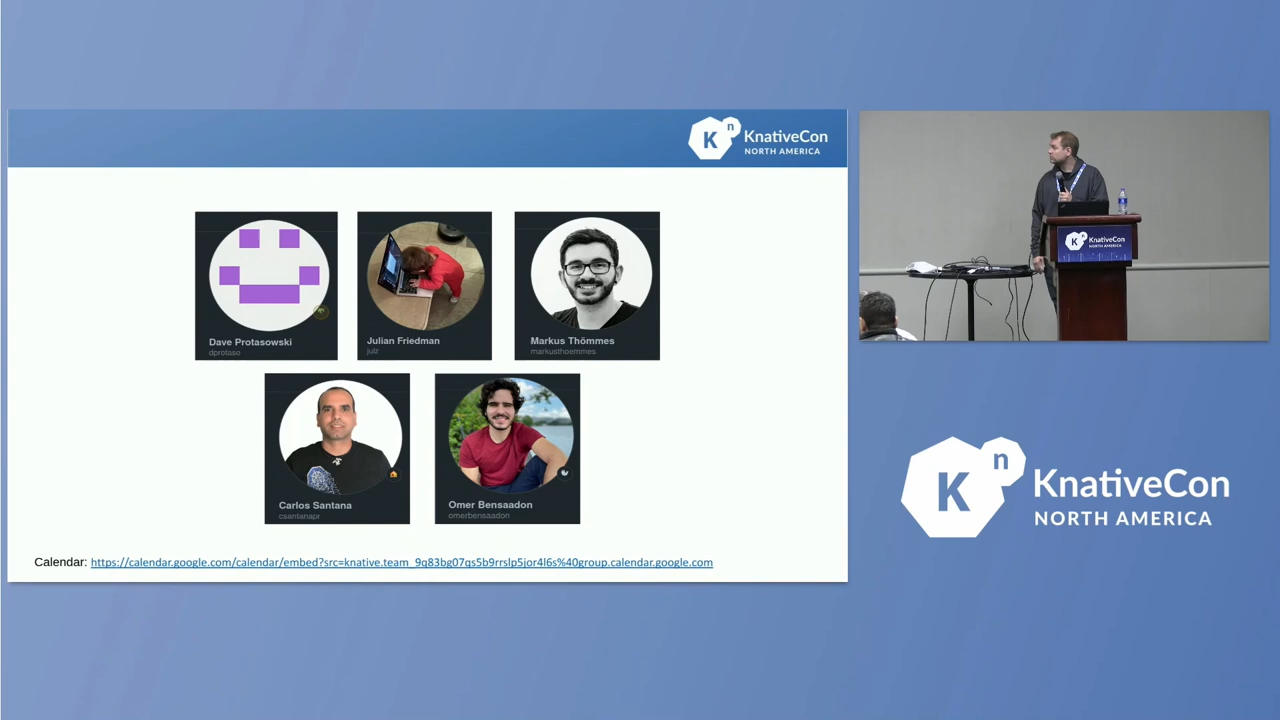 K n KnativeCon
NORTH AMERICA
Dave Protasowski
dprotaso
Julian Friedman
julz
Markus Thömmes
markusthoemmes
Carlos Santana
csantanapr
Omer Bensaadon
omerbensaadon
Calendar: https://calendar.google.com/calendar/embed?src=knative.team_9q83bg07qs5b9rrslp5jor4l6s%40group.calendar.google.com
K n KnativeCon
NORTH AMERICA
K n KnativeCon
NORTH AMERICA